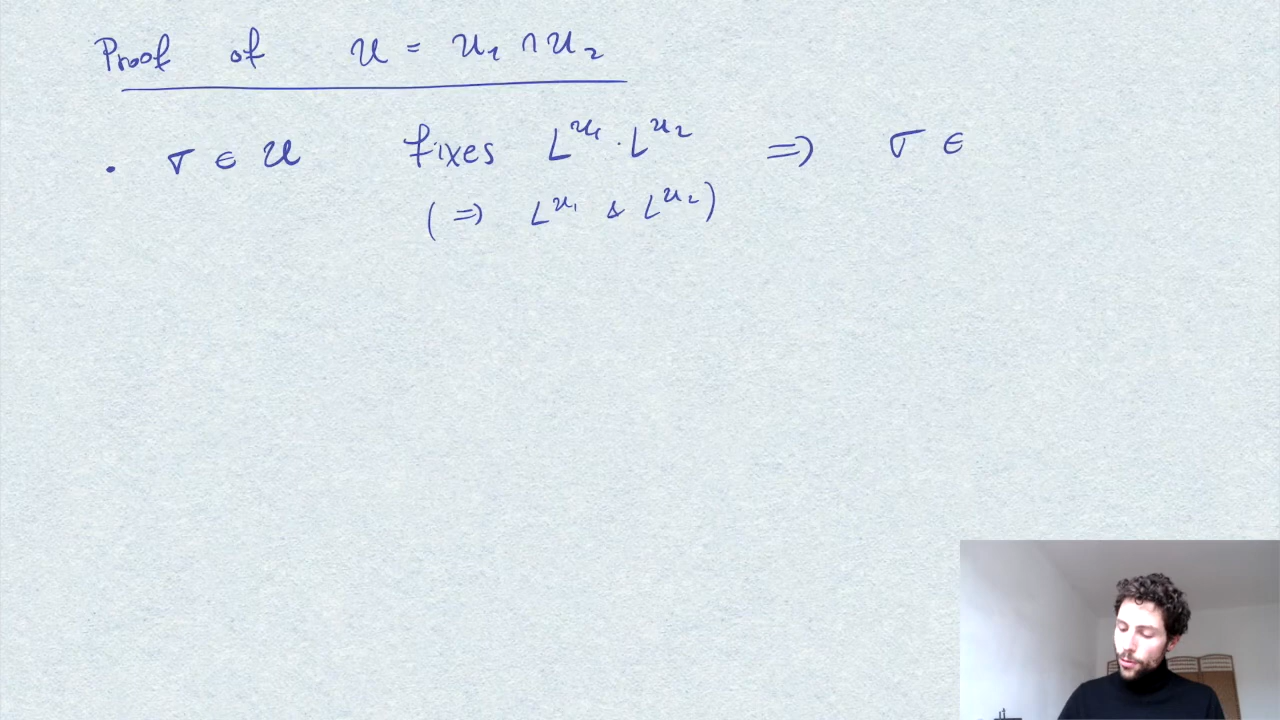 Proof of U = U₁ ∩ U₂
• σ ∈ U fixes L^U₁ · L^U₂ ⇒ σ ∈
(⇒ L^U₁ & L^U₂)